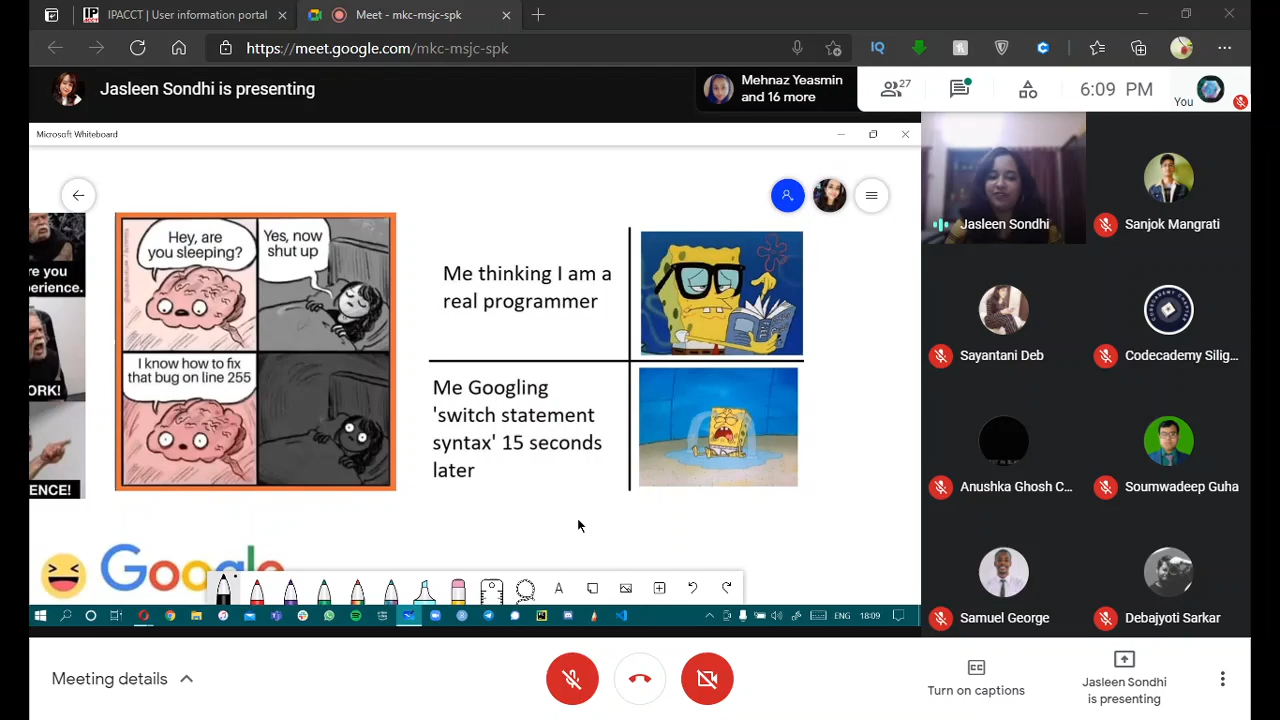 IPACCT | User information portal
Meet - mkc-msjc-spk
https://meet.google.com/mkc-msjc-spk
IQ
Jasleen Sondhi is presenting
Mehnaz Yeasmin
and 16 more
27
6:09 PM
You
Microsoft Whiteboard
Hey, are
you sleeping?
Yes, now
shut up
I know how to fix
that bug on line 255
re you
perience.
ORK!
ENCE!
Me thinking I am a
real programmer
Me Googling
'switch statement
syntax' 15 seconds
later
Google
ENG
18:09
Jasleen Sondhi
Sanjok Mangrati
Sayantani Deb
Codecademy Silig...
Anushka Ghosh C...
Soumwadeep Guha
Samuel George
Debajyoti Sarkar
Meeting details
Turn on captions
Jasleen Sondhi
is presenting